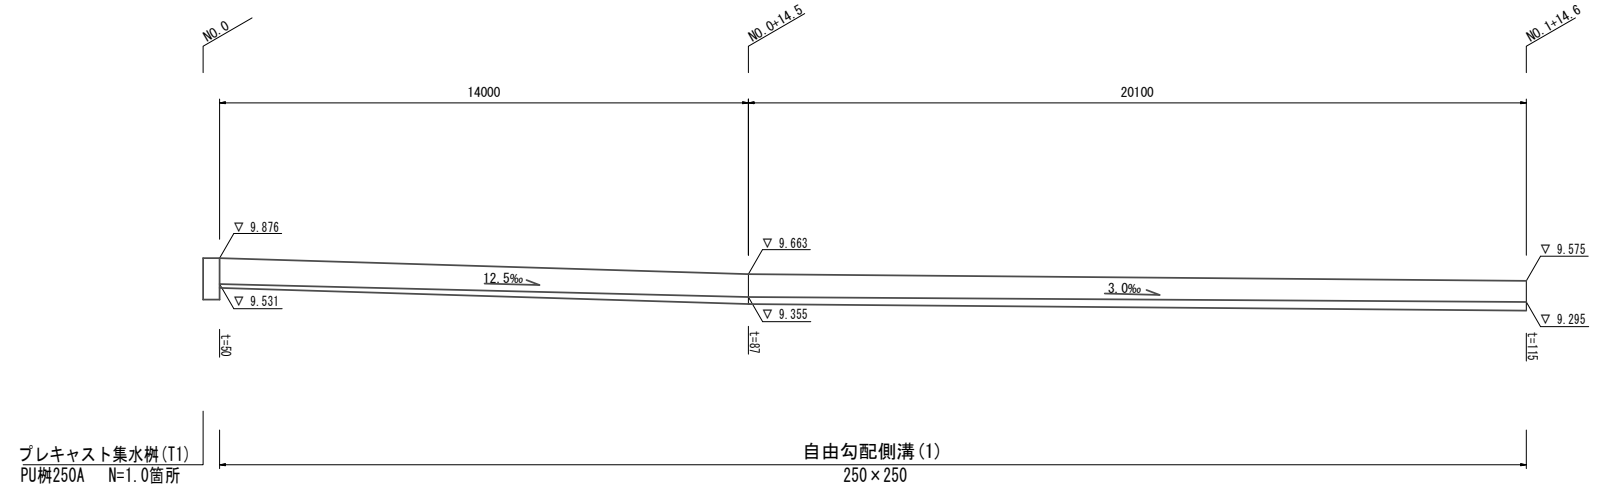 NO.0
NO.0+14.5
NO.1+14.6
14000
20100
▽ 9.876
▽ 9.663
▽ 9.575
12.5‰
3.0‰
▽ 9.531
▽ 9.355
▽ 9.295
t=50
t=87
t=115
プレキャスト集水桝(T1)
PU桝250A N=1.0箇所
自由勾配側溝(1)
250×250